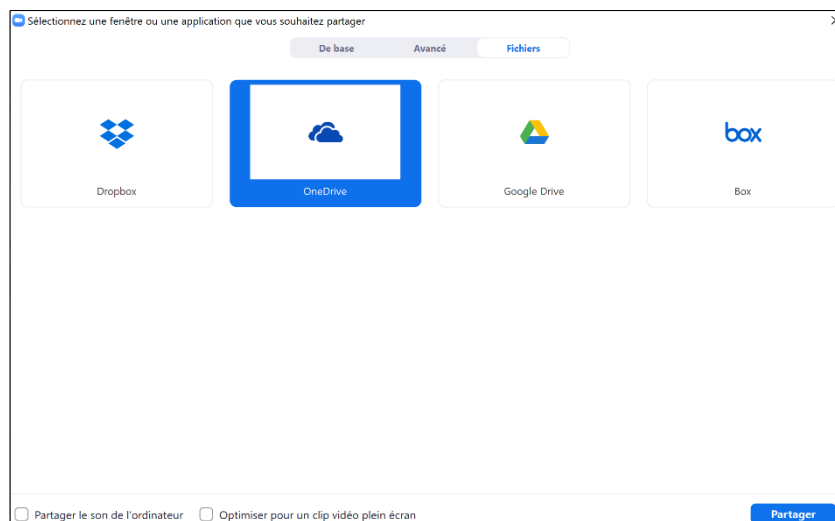 Sélectionnez une fenêtre ou une application que vous souhaitez partager
De base Avancé Fichiers
box
Dropbox OneDrive Google Drive Box
Partager le son de l'ordinateur Optimiser pour un clip vidéo plein écran Partager